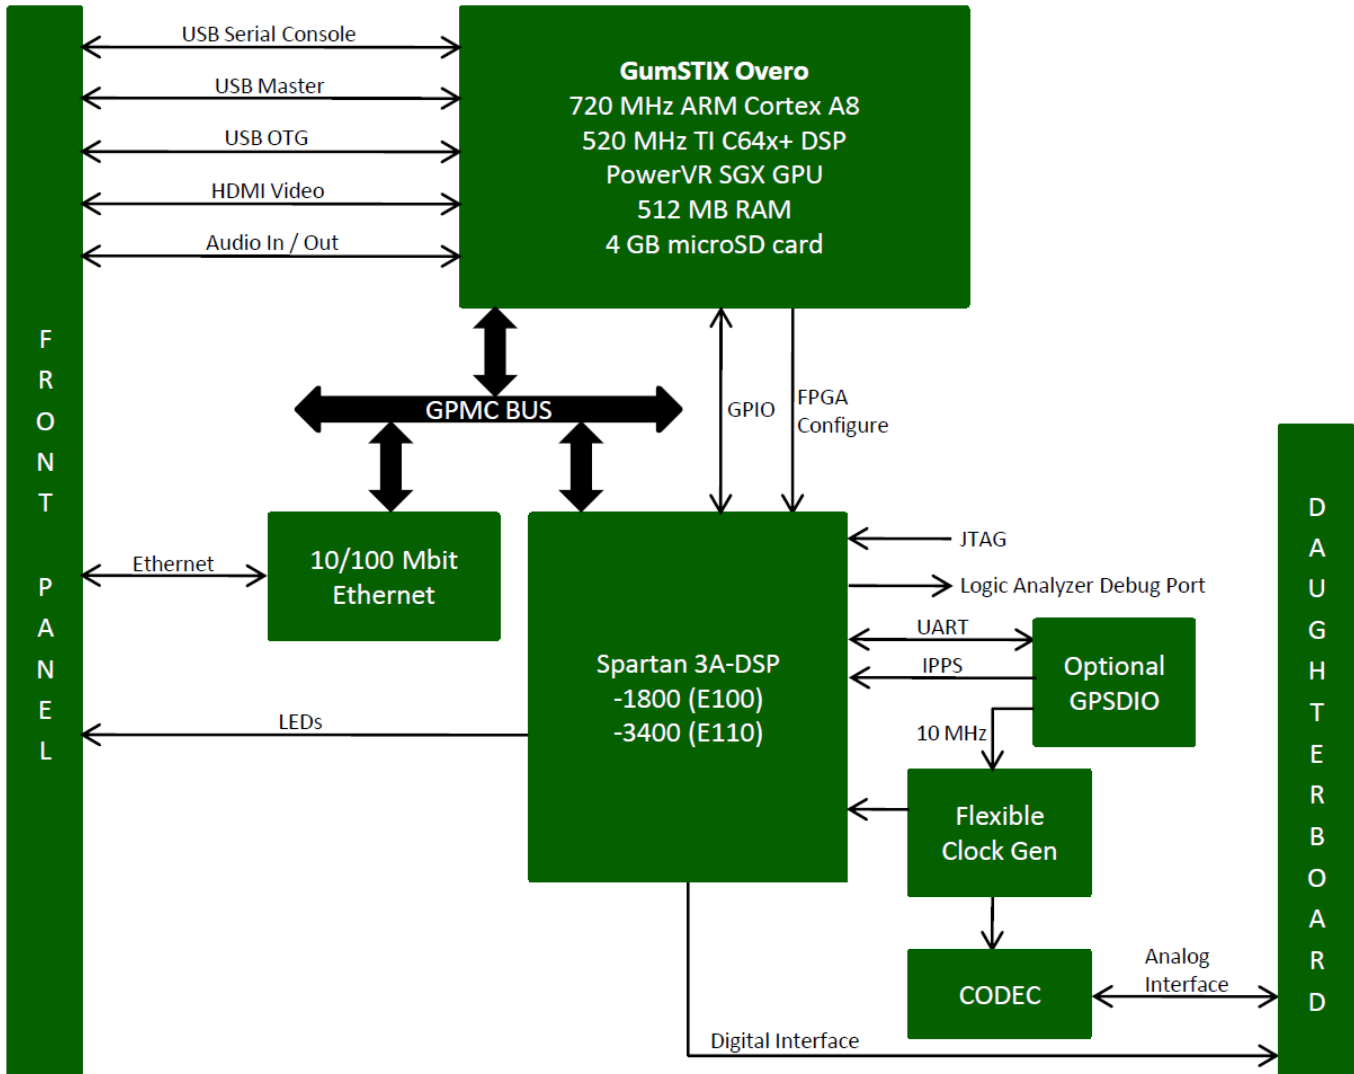 USB Serial Console
USB Master
USB OTG
HDMI Video
Audio In / Out
GumSTIX Overo
720 MHz ARM Cortex A8
520 MHz TI C64x+ DSP
PowerVR SGX GPU
512 MB RAM
4 GB microSD card
FRONT PANEL
GPMC BUS
GPIO
FPGA
Configure
Ethernet
10/100 Mbit
Ethernet
LEDs
Spartan 3A-DSP
-1800 (E100)
-3400 (E110)
JTAG
Logic Analyzer Debug Port
UART
IPPS
Optional
GPSDIO
10 MHz
Flexible
Clock Gen
CODEC
Analog
Interface
Digital Interface
DAUGHTERBOARD